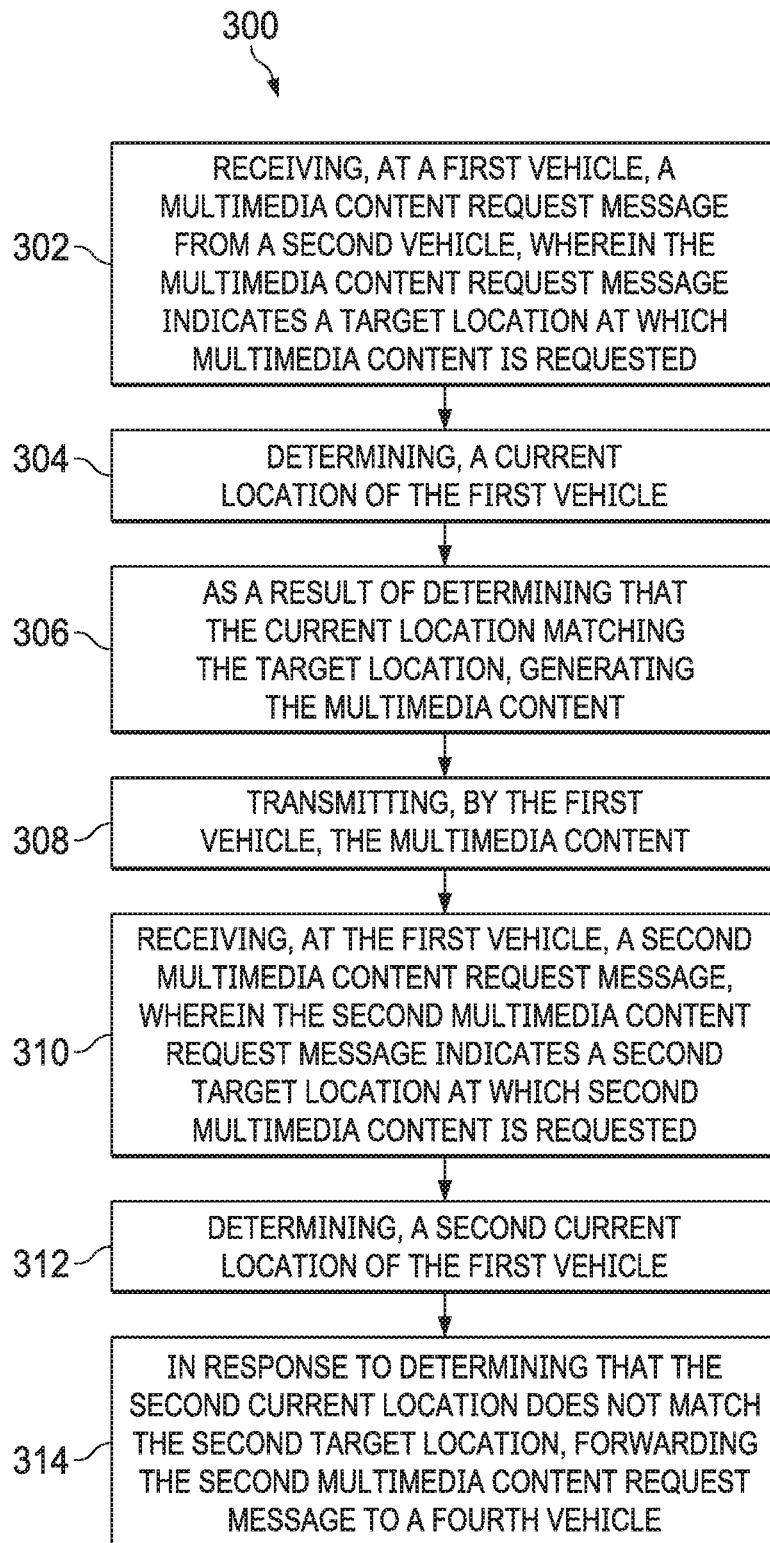 300
302
RECEIVING, AT A FIRST VEHICLE, A
MULTIMEDIA CONTENT REQUEST MESSAGE
FROM A SECOND VEHICLE, WHEREIN THE
MULTIMEDIA CONTENT REQUEST MESSAGE
INDICATES A TARGET LOCATION AT WHICH
MULTIMEDIA CONTENT IS REQUESTED
304
DETERMINING, A CURRENT
LOCATION OF THE FIRST VEHICLE
306
AS A RESULT OF DETERMINING THAT
THE CURRENT LOCATION MATCHING
THE TARGET LOCATION, GENERATING
THE MULTIMEDIA CONTENT
308
TRANSMITTING, BY THE FIRST
VEHICLE, THE MULTIMEDIA CONTENT
310
RECEIVING, AT THE FIRST VEHICLE, A SECOND
MULTIMEDIA CONTENT REQUEST MESSAGE,
WHEREIN THE SECOND MULTIMEDIA CONTENT
REQUEST MESSAGE INDICATES A SECOND
TARGET LOCATION AT WHICH SECOND
MULTIMEDIA CONTENT IS REQUESTED
312
DETERMINING, A SECOND CURRENT
LOCATION OF THE FIRST VEHICLE
314
IN RESPONSE TO DETERMINING THAT THE
SECOND CURRENT LOCATION DOES NOT MATCH
THE SECOND TARGET LOCATION, FORWARDING
THE SECOND MULTIMEDIA CONTENT REQUEST
MESSAGE TO A FOURTH VEHICLE